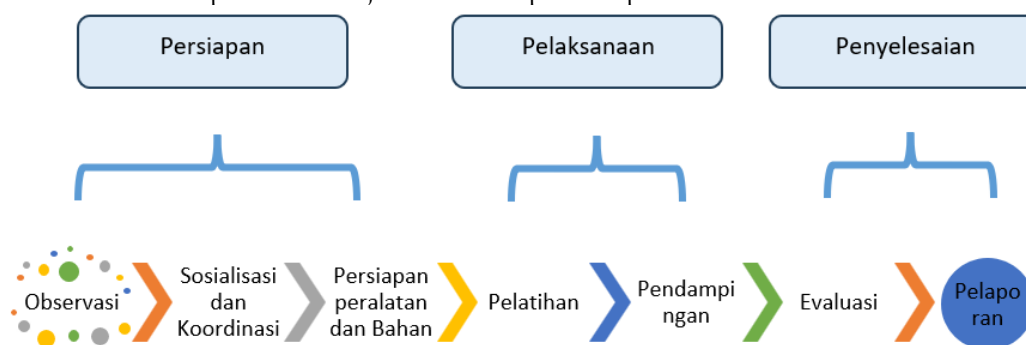 Persiapan
Pelaksanaan
Penyelesaian
Observasi
Sosialisasi
dan
Koordinasi
Persiapan
peralatan
dan Bahan
Pelatihan
Pendampi
ngan
Evaluasi
Pelapo
ran